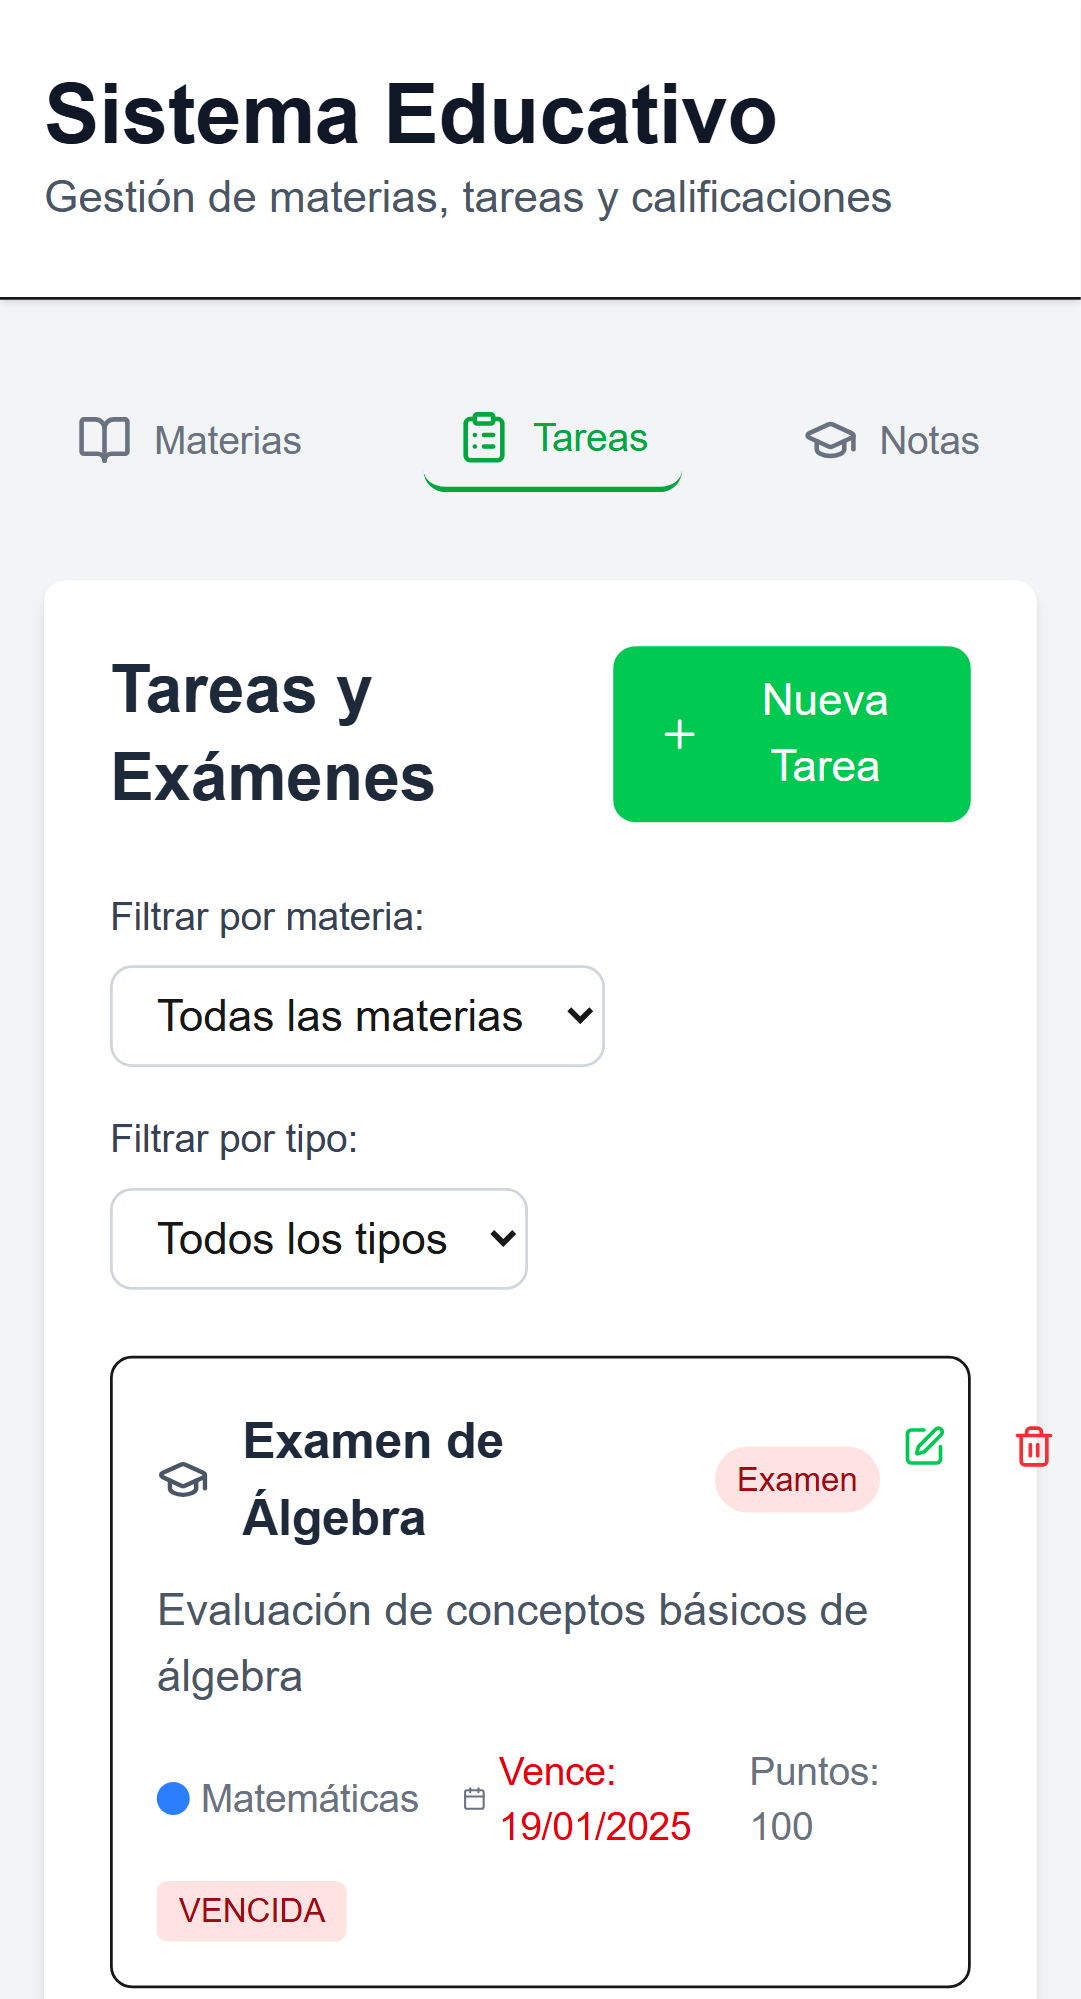 Sistema Educativo
Gestión de materias, tareas y calificaciones
Materias
Tareas
Notas
Tareas y
Exámenes
Nueva
Tarea
Filtrar por materia:
Todas las materias
Filtrar por tipo:
Todos los tipos
Examen de
Álgebra
Examen
Evaluación de conceptos básicos de
álgebra
Matemáticas
Vence:
19/01/2025
Puntos:
100
VENCIDA